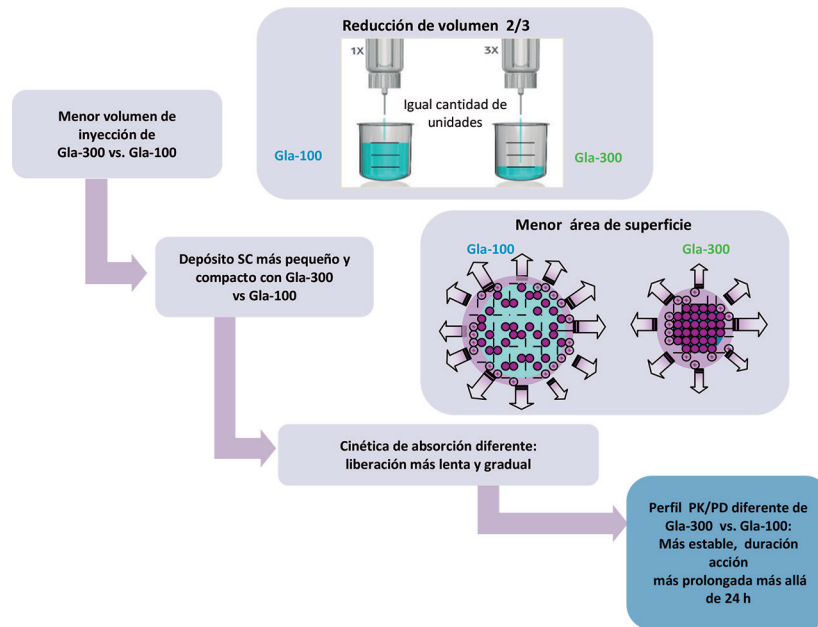 Reducción de volumen 2/3
1X
3X
Igual cantidad de
unidades
Gla-100
Gla-300
Menor volumen de
inyección de
Gla-300 vs. Gla-100
Menor área de superficie
Gla-100
Gla-300
Depósito SC más pequeño y
compacto con Gla-300
vs Gla-100
Cinética de absorción diferente:
liberación más lenta y gradual
Perfil PK/PD diferente de
Gla-300 vs. Gla-100:
Más estable, duración
acción
más prolongada más allá
de 24 h